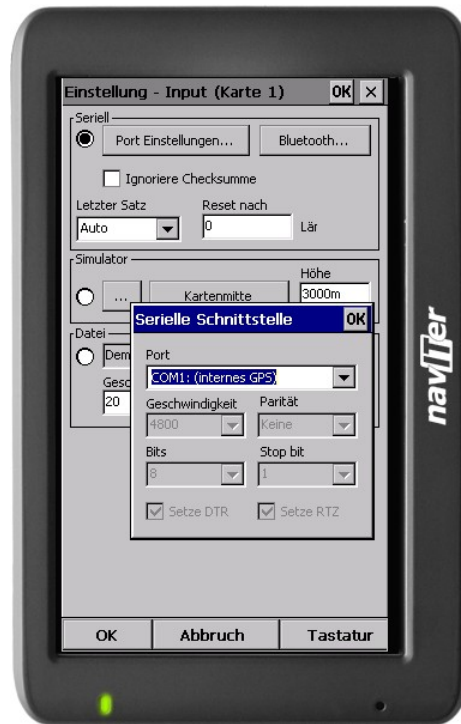 Einstellung - Input (Karte 1) OK ×
Seriell
Port Einstellungen... Bluetooth...
Ignoriere Checksumme
Letzter Satz Reset nach
Auto 0 Lär
Simulator
Höhe
... Kartenmitte 3000m
Serielle Schnittstelle OK
Datei
Dem
Port
COM1: (internes GPS)
Gesc
20
Geschwindigkeit Parität
4800 Keine
Bits Stop bit
8 1
Setze DTR Setze RTZ
OK Abbruch Tastatur
naviter